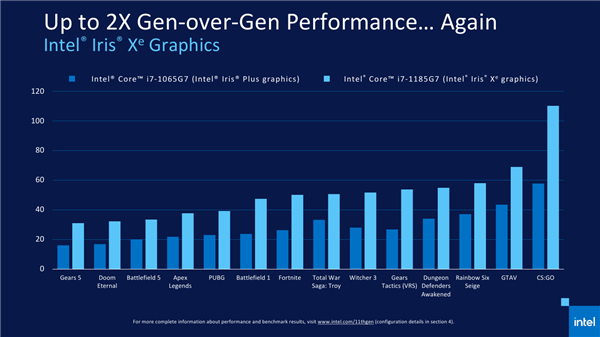 Up to 2X Gen-over-Gen Performance... Again
Intel® Iris® Xᵉ Graphics
Intel® Core™ i7-1065G7 (Intel® Iris® Plus graphics)
Intel® Core™ i7-1185G7 (Intel® Iris® Xᵉ graphics)
120
100
80
60
40
20
0
Gears 5
Doom
Eternal
Battlefield 5
Apex
Legends
PUBG
Battlefield 1
Fortnite
Total War
Saga: Troy
Witcher 3
Gears
Tactics (VRS)
Dungeon
Defenders
Awakened
Rainbow Six
Seige
GTAV
CS:GO
For more complete information about performance and benchmark results, visit www.intel.com/11thgen (configuration details in section 4).
intel